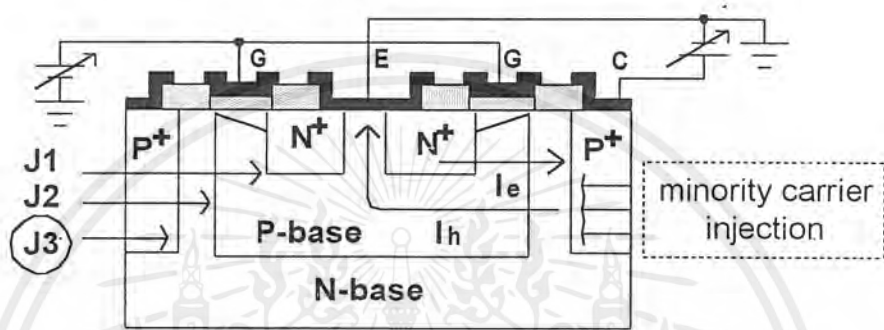 G E G C
P+ N+ N+ P+
J1
J2
J3
Ie
Ih
P-base
N-base
minority carrier
injection